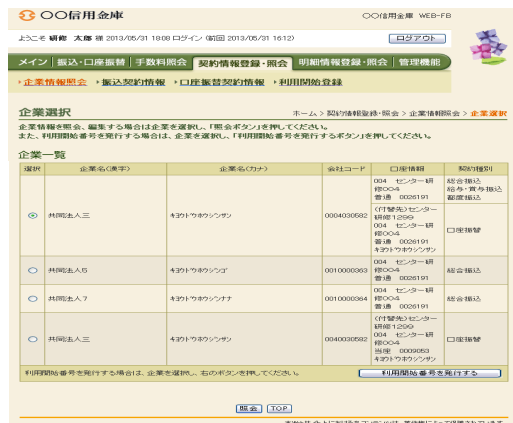 〇〇信用金庫
〇〇信用金庫 WEB-FB
ようこそ 研修 太郎 様 2013/05/31 18:08 ログイン (前回 2013/05/31 16:12)
ログアウト
メイン 振込・口座振替 手数料照会 契約情報登録・照会 明細情報登録・照会 管理機能
企業情報照会 振込契約情報 口座振替契約情報 利用開始登録
企業選択
ホーム > 契約情報登録・照会 > 企業情報照会 > 企業選択
企業情報を照会、編集する場合は企業を選択し、「照会ボタン」を押してください。
また、利用開始番号を発行する場合は、企業を選択し、「利用開始番号を発行するボタン」を押してください。
企業一覧
選択 企業名(漢字) 企業名(カナ) 会社コード 口座情報 契約種別
共同法人三 ｷﾖｳﾄﾞｳﾎｳｼﾞﾝｻﾝ 0004030582
004 センター研
修004
普通 0026191
総合振込
給与・賞与振込
都度振込
(付替先)センター
研修1299
004 センター研
修004
普通 0026191
ｷﾖｳﾄﾞｳﾎｳｼﾞﾝｻﾝ
口座振替
共同法人5 ｷﾖｳﾄﾞｳﾎｳｼﾞﾝｺﾞ 0010000363
004 センター研
修004
普通 0026191
総合振込
共同法人7 ｷﾖｳﾄﾞｳﾎｳｼﾞﾝﾅﾅ 0010000364
004 センター研
修004
普通 0026191
総合振込
共同法人三 ｷﾖｳﾄﾞｳﾎｳｼﾞﾝｻﾝ 0040030582
(付替先)センター
研修1299
004 センター研
修004
当座 0009053
ｷﾖｳﾄﾞｳﾎｳｼﾞﾝｻﾝ
口座振替
利用開始番号を発行する場合は、企業を選択し、右のボタンを押してください。
利用開始番号を発行する
照会 TOP